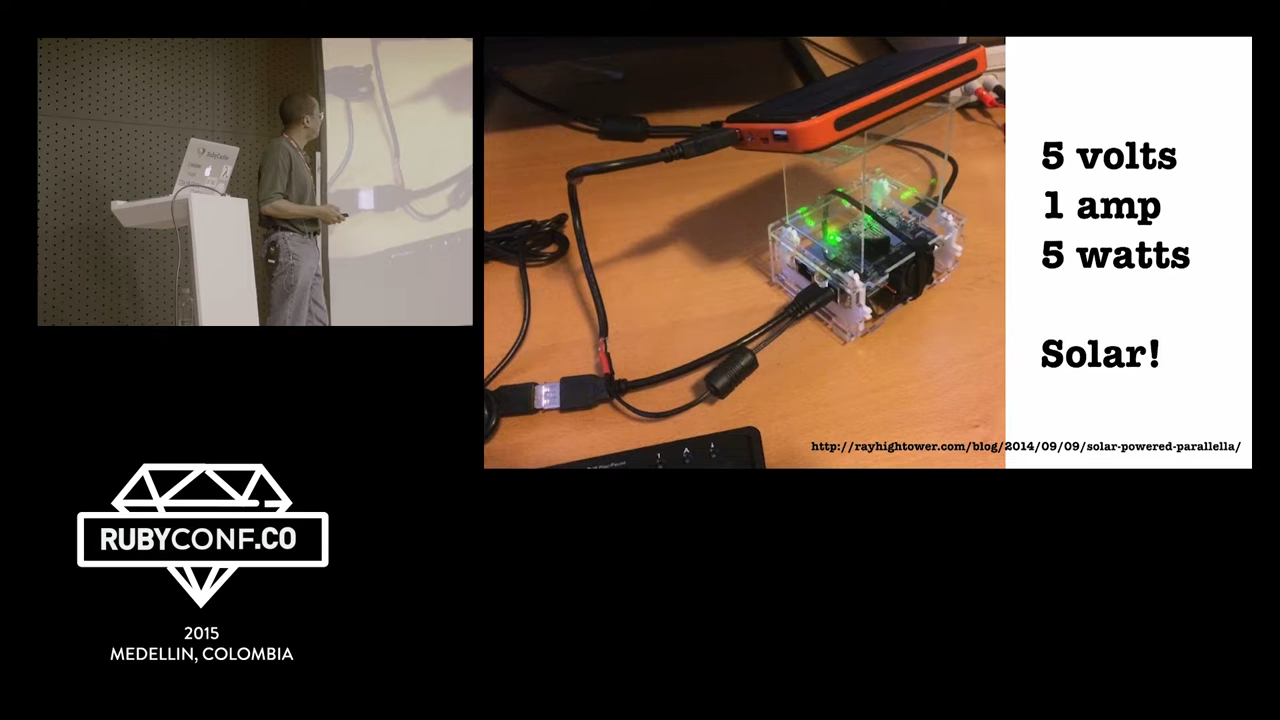 5 volts
1 amp
5 watts
Solar!
http://rayhightower.com/blog/2014/09/09/solar-powered-parallella/
RUBYCONF.CO
2015
MEDELLIN, COLOMBIA